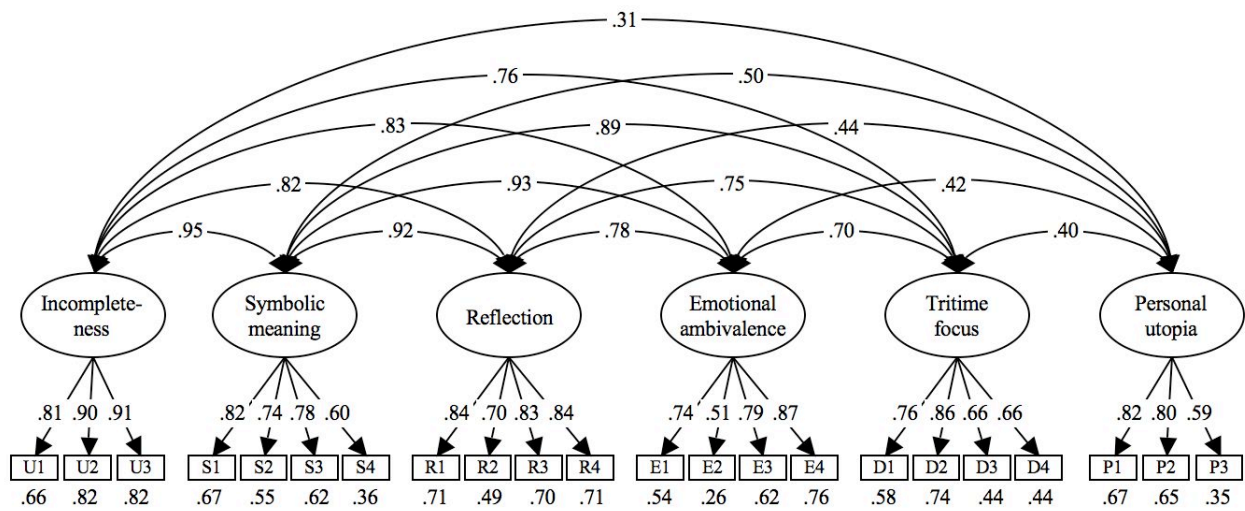 .31
.76 .50
.83 .89 .44
.82 .93 .75 .42
.95 .92 .78 .70 .40
Incomplete-
ness
Symbolic
meaning
Reflection
Emotional
ambivalence
Tritime
focus
Personal
utopia
.81 .90 .91 .82 .74 .78 .60 .84 .70 .83 .84 .74 .51 .79 .87 .76 .86 .66 .66 .82 .80 .59
U1 U2 U3 S1 S2 S3 S4 R1 R2 R3 R4 E1 E2 E3 E4 D1 D2 D3 D4 P1 P2 P3
.66 .82 .82 .67 .55 .62 .36 .71 .49 .70 .71 .54 .26 .62 .76 .58 .74 .44 .44 .67 .65 .35